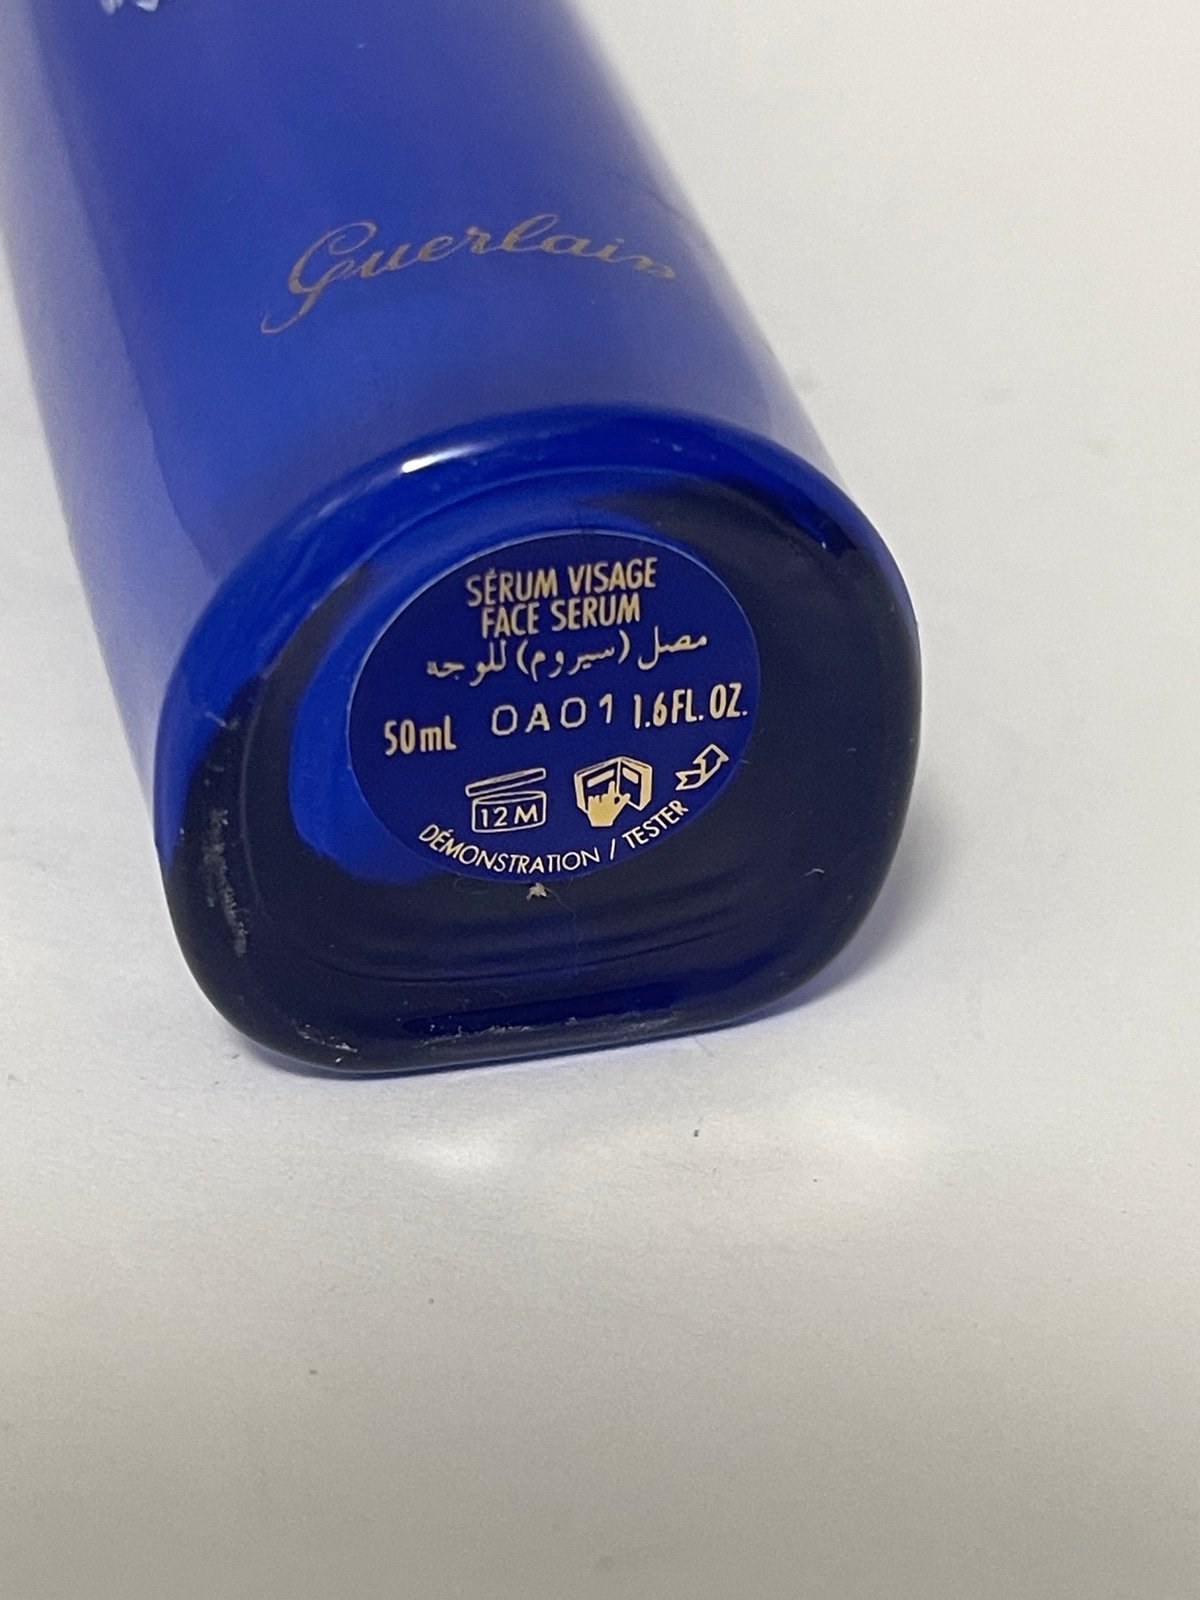 Guerlain
SÉRUM VISAGE
FACE SERUM
مصل (سيروم) للوجه
50mL 0A01 1.6FL. OZ.
12M
DÉMONSTRATION / TESTER